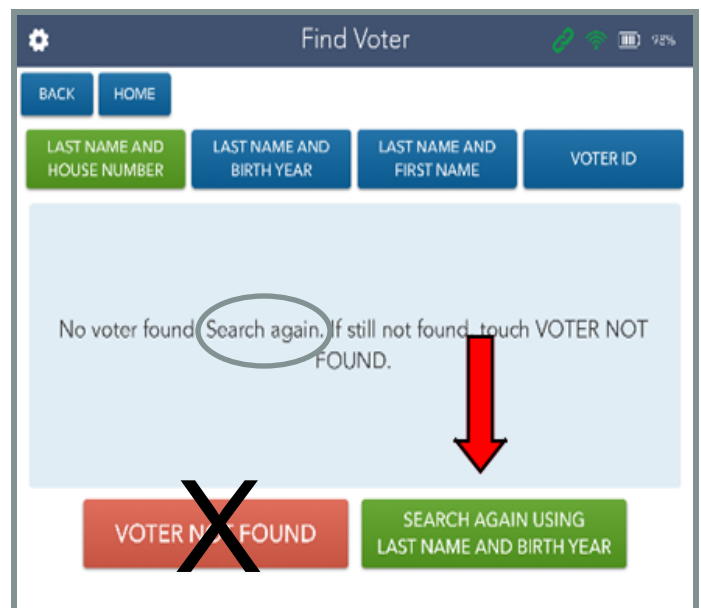 Find Voter 98%
BACK HOME
LAST NAME AND
HOUSE NUMBER
LAST NAME AND
BIRTH YEAR
LAST NAME AND
FIRST NAME
VOTER ID
No voter found. Search again. If still not found, touch VOTER NOT
FOUND.
VOTER NOT FOUND
X
SEARCH AGAIN USING
LAST NAME AND BIRTH YEAR